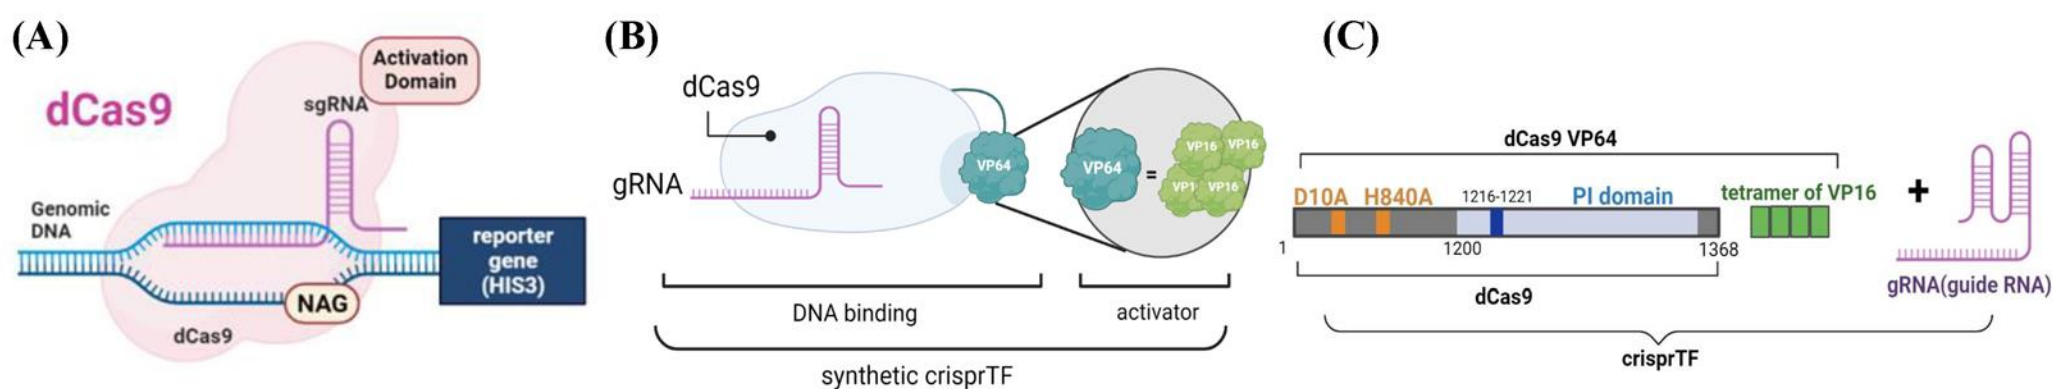 (A)
Activation
Domain
dCas9
sgRNA
Genomic
DNA
reporter
gene
(HIS3)
NAG
dCas9
(B)
dCas9
gRNA
VP64
VP64
=
VP16
VP16
VP1
VP16
DNA binding
activator
synthetic crisprTF
(C)
dCas9 VP64
D10A H840A 1216-1221 PI domain tetramer of VP16
+
1
1200
1368
dCas9
gRNA(guide RNA)
crisprTF